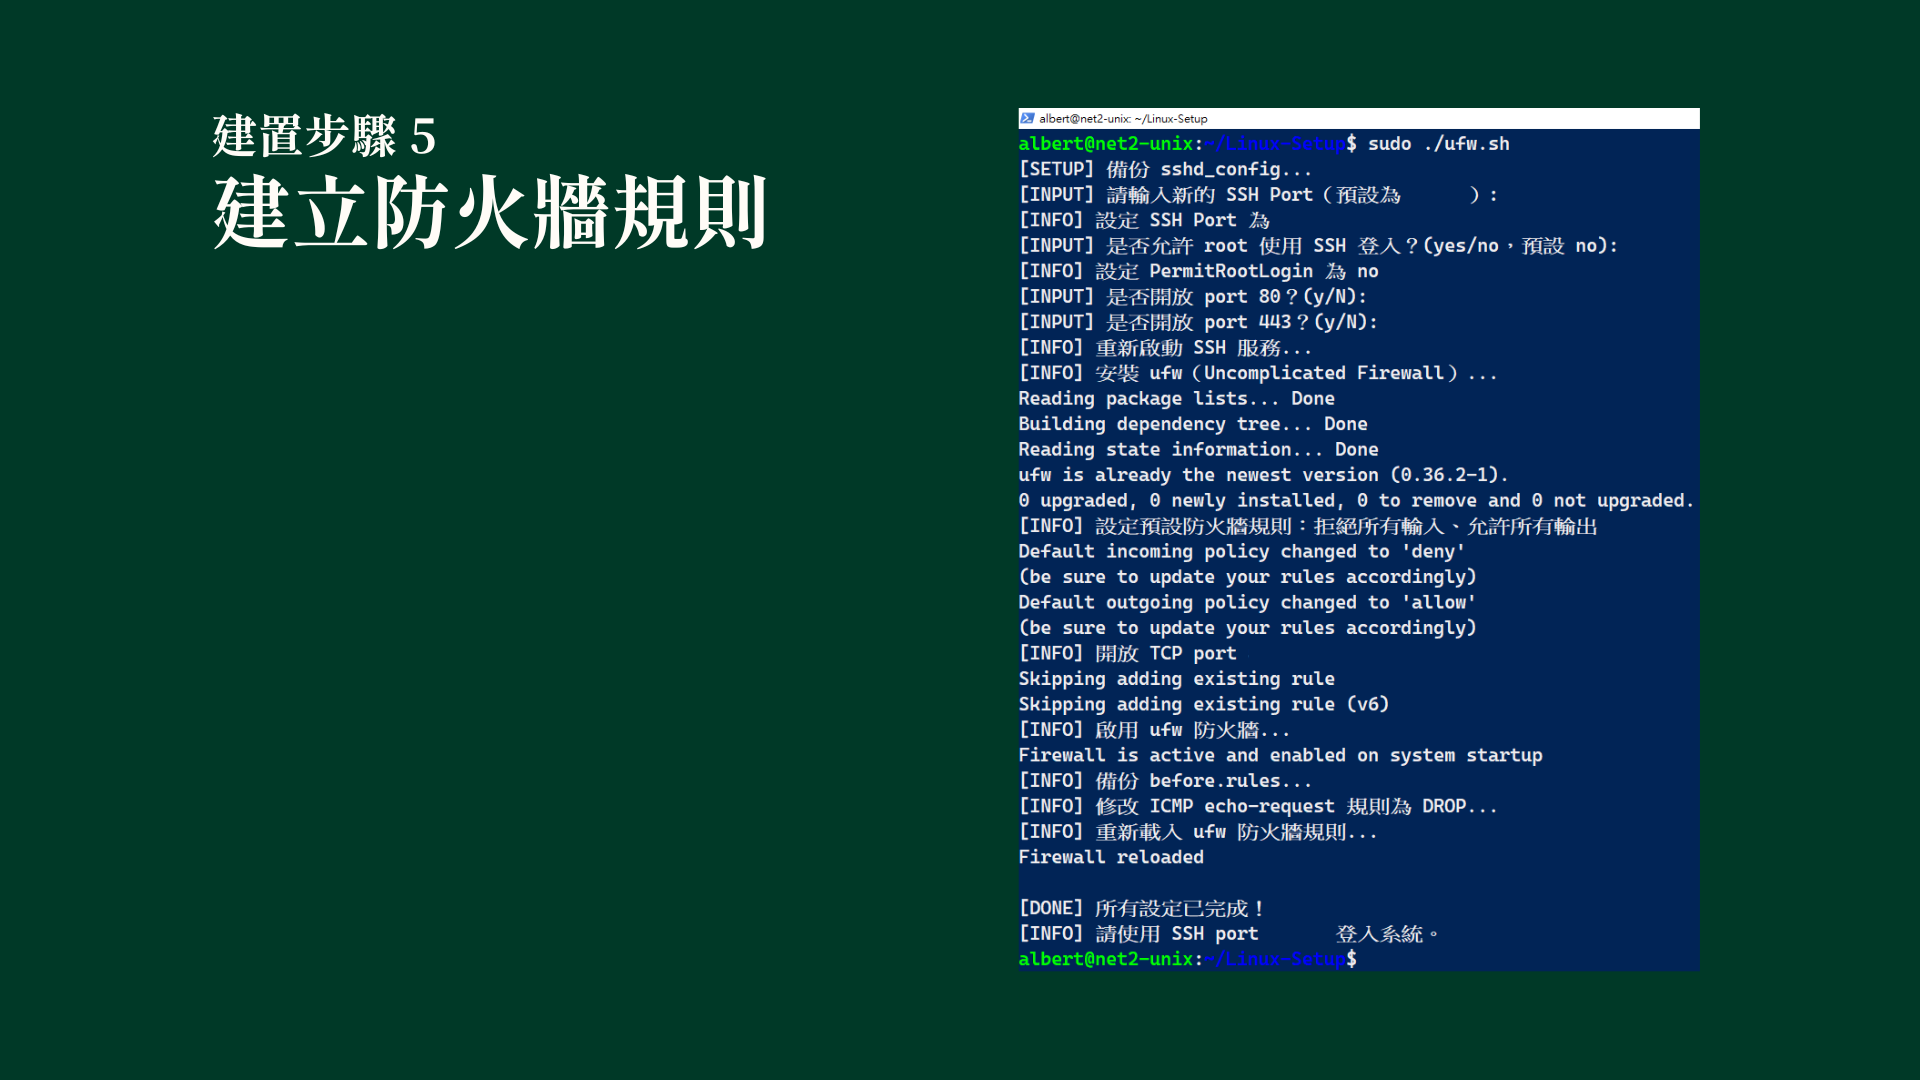 建置步驟 5
建立防火牆規則
albert@net2-unix: ~/Linux-Setup
albert@net2-unix:~/Linux-Setup$ sudo ./ufw.sh
[SETUP] 備份 sshd_config...
[INPUT] 請輸入新的 SSH Port（預設為　　　）:
[INFO] 設定 SSH Port 為
[INPUT] 是否允許 root 使用 SSH 登入？(yes/no，預設 no):
[INFO] 設定 PermitRootLogin 為 no
[INPUT] 是否開放 port 80？(y/N):
[INPUT] 是否開放 port 443？(y/N):
[INFO] 重新啟動 SSH 服務...
[INFO] 安裝 ufw（Uncomplicated Firewall）...
Reading package lists... Done
Building dependency tree... Done
Reading state information... Done
ufw is already the newest version (0.36.2-1).
0 upgraded, 0 newly installed, 0 to remove and 0 not upgraded.
[INFO] 設定預設防火牆規則：拒絕所有輸入、允許所有輸出
Default incoming policy changed to 'deny'
(be sure to update your rules accordingly)
Default outgoing policy changed to 'allow'
(be sure to update your rules accordingly)
[INFO] 開放 TCP port
Skipping adding existing rule
Skipping adding existing rule (v6)
[INFO] 啟用 ufw 防火牆...
Firewall is active and enabled on system startup
[INFO] 備份 before.rules...
[INFO] 修改 ICMP echo-request 規則為 DROP...
[INFO] 重新載入 ufw 防火牆規則...
Firewall reloaded
[DONE] 所有設定已完成！
[INFO] 請使用 SSH port　　　登入系統。
albert@net2-unix:~/Linux-Setup$